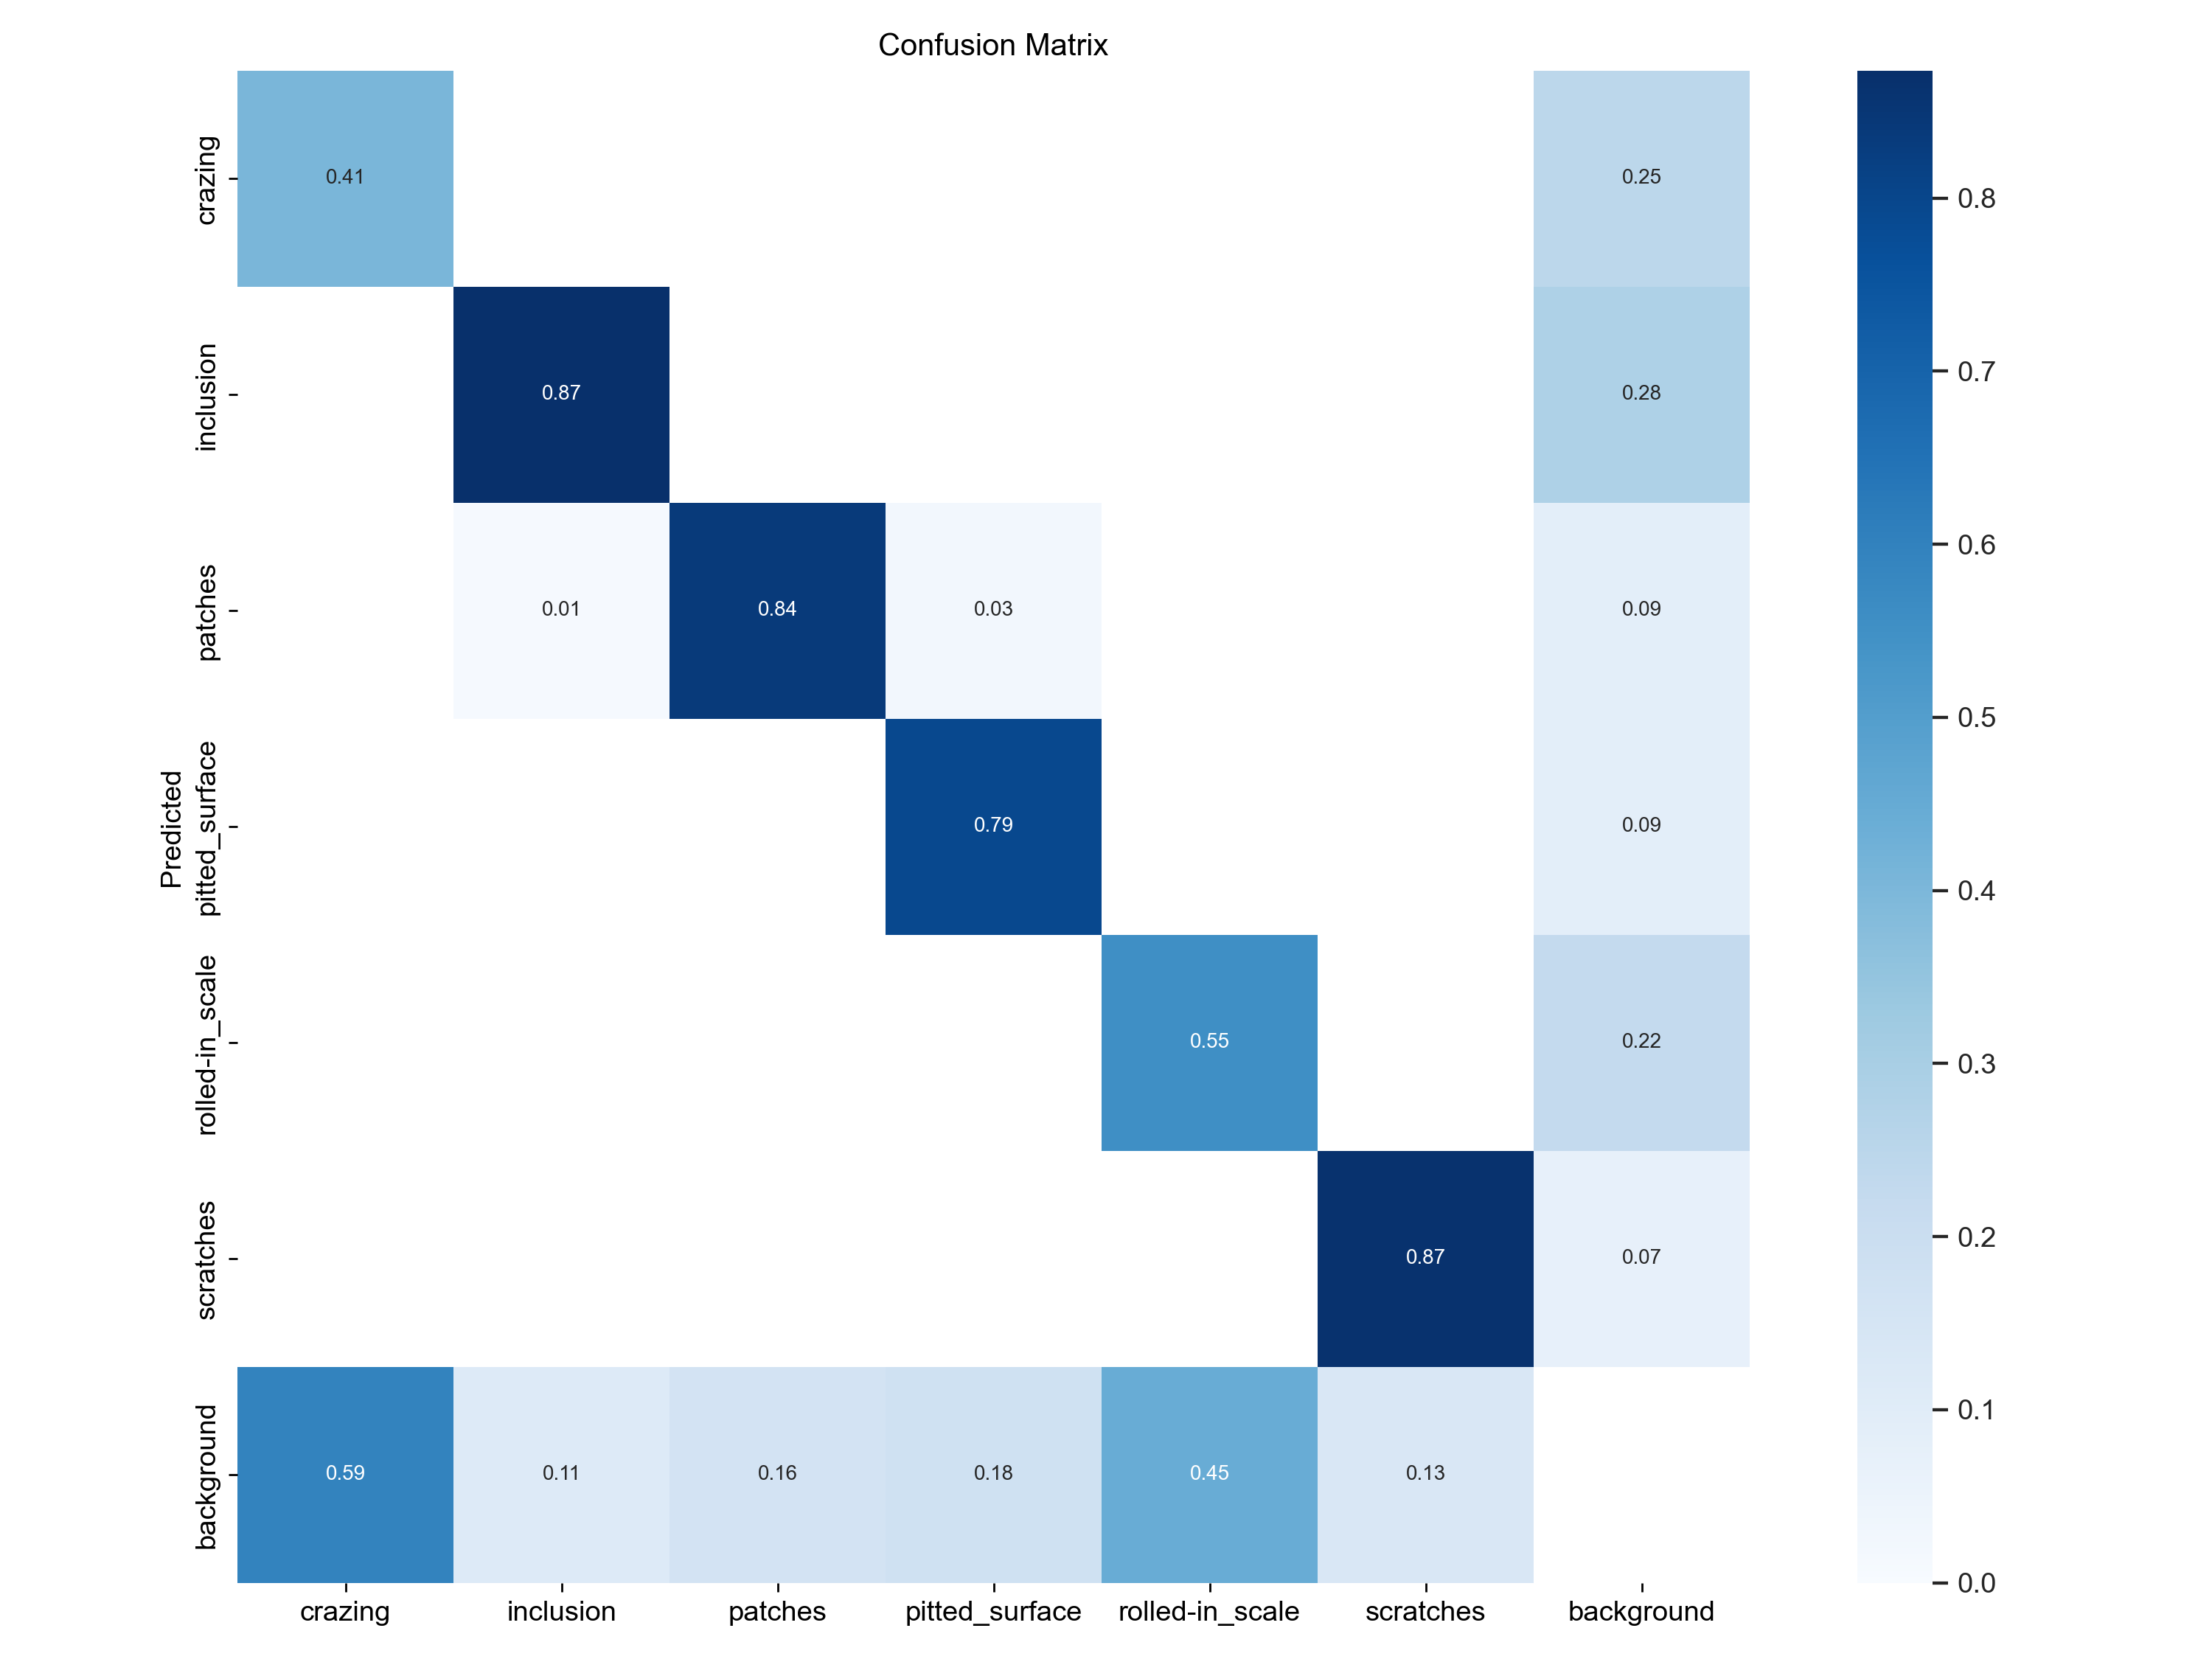 Confusion Matrix
crazing
0.41
0.25
inclusion
0.87
0.28
patches
0.01
0.84
0.03
0.09
Predicted
pitted_surface
0.79
0.09
rolled-in_scale
0.55
0.22
scratches
0.87
0.07
background
0.59
0.11
0.16
0.18
0.45
0.13
crazing
inclusion
patches
pitted_surface
rolled-in_scale
scratches
background
0.8
0.7
0.6
0.5
0.4
0.3
0.2
0.1
0.0